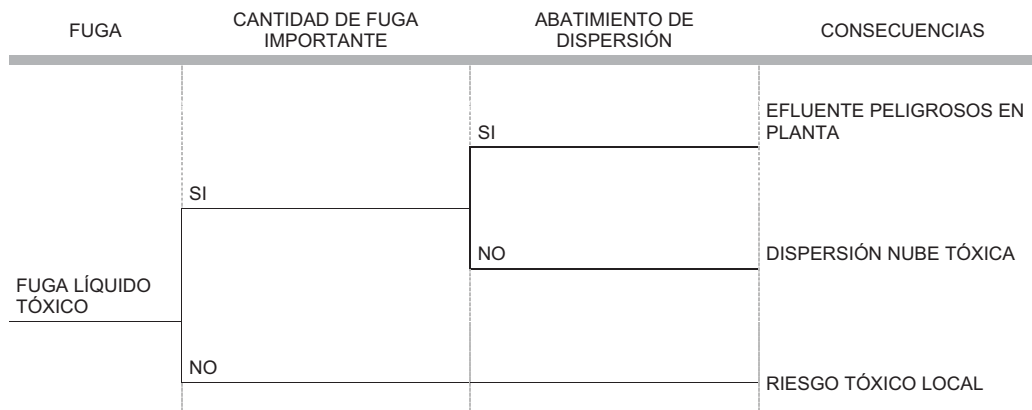 FUGA
CANTIDAD DE FUGA
IMPORTANTE
ABATIMIENTO DE
DISPERSIÓN
CONSECUENCIAS
EFLUENTE PELIGROSOS EN
PLANTA
SI
SI
NO
DISPERSIÓN NUBE TÓXICA
FUGA LÍQUIDO
TÓXICO
NO
RIESGO TÓXICO LOCAL